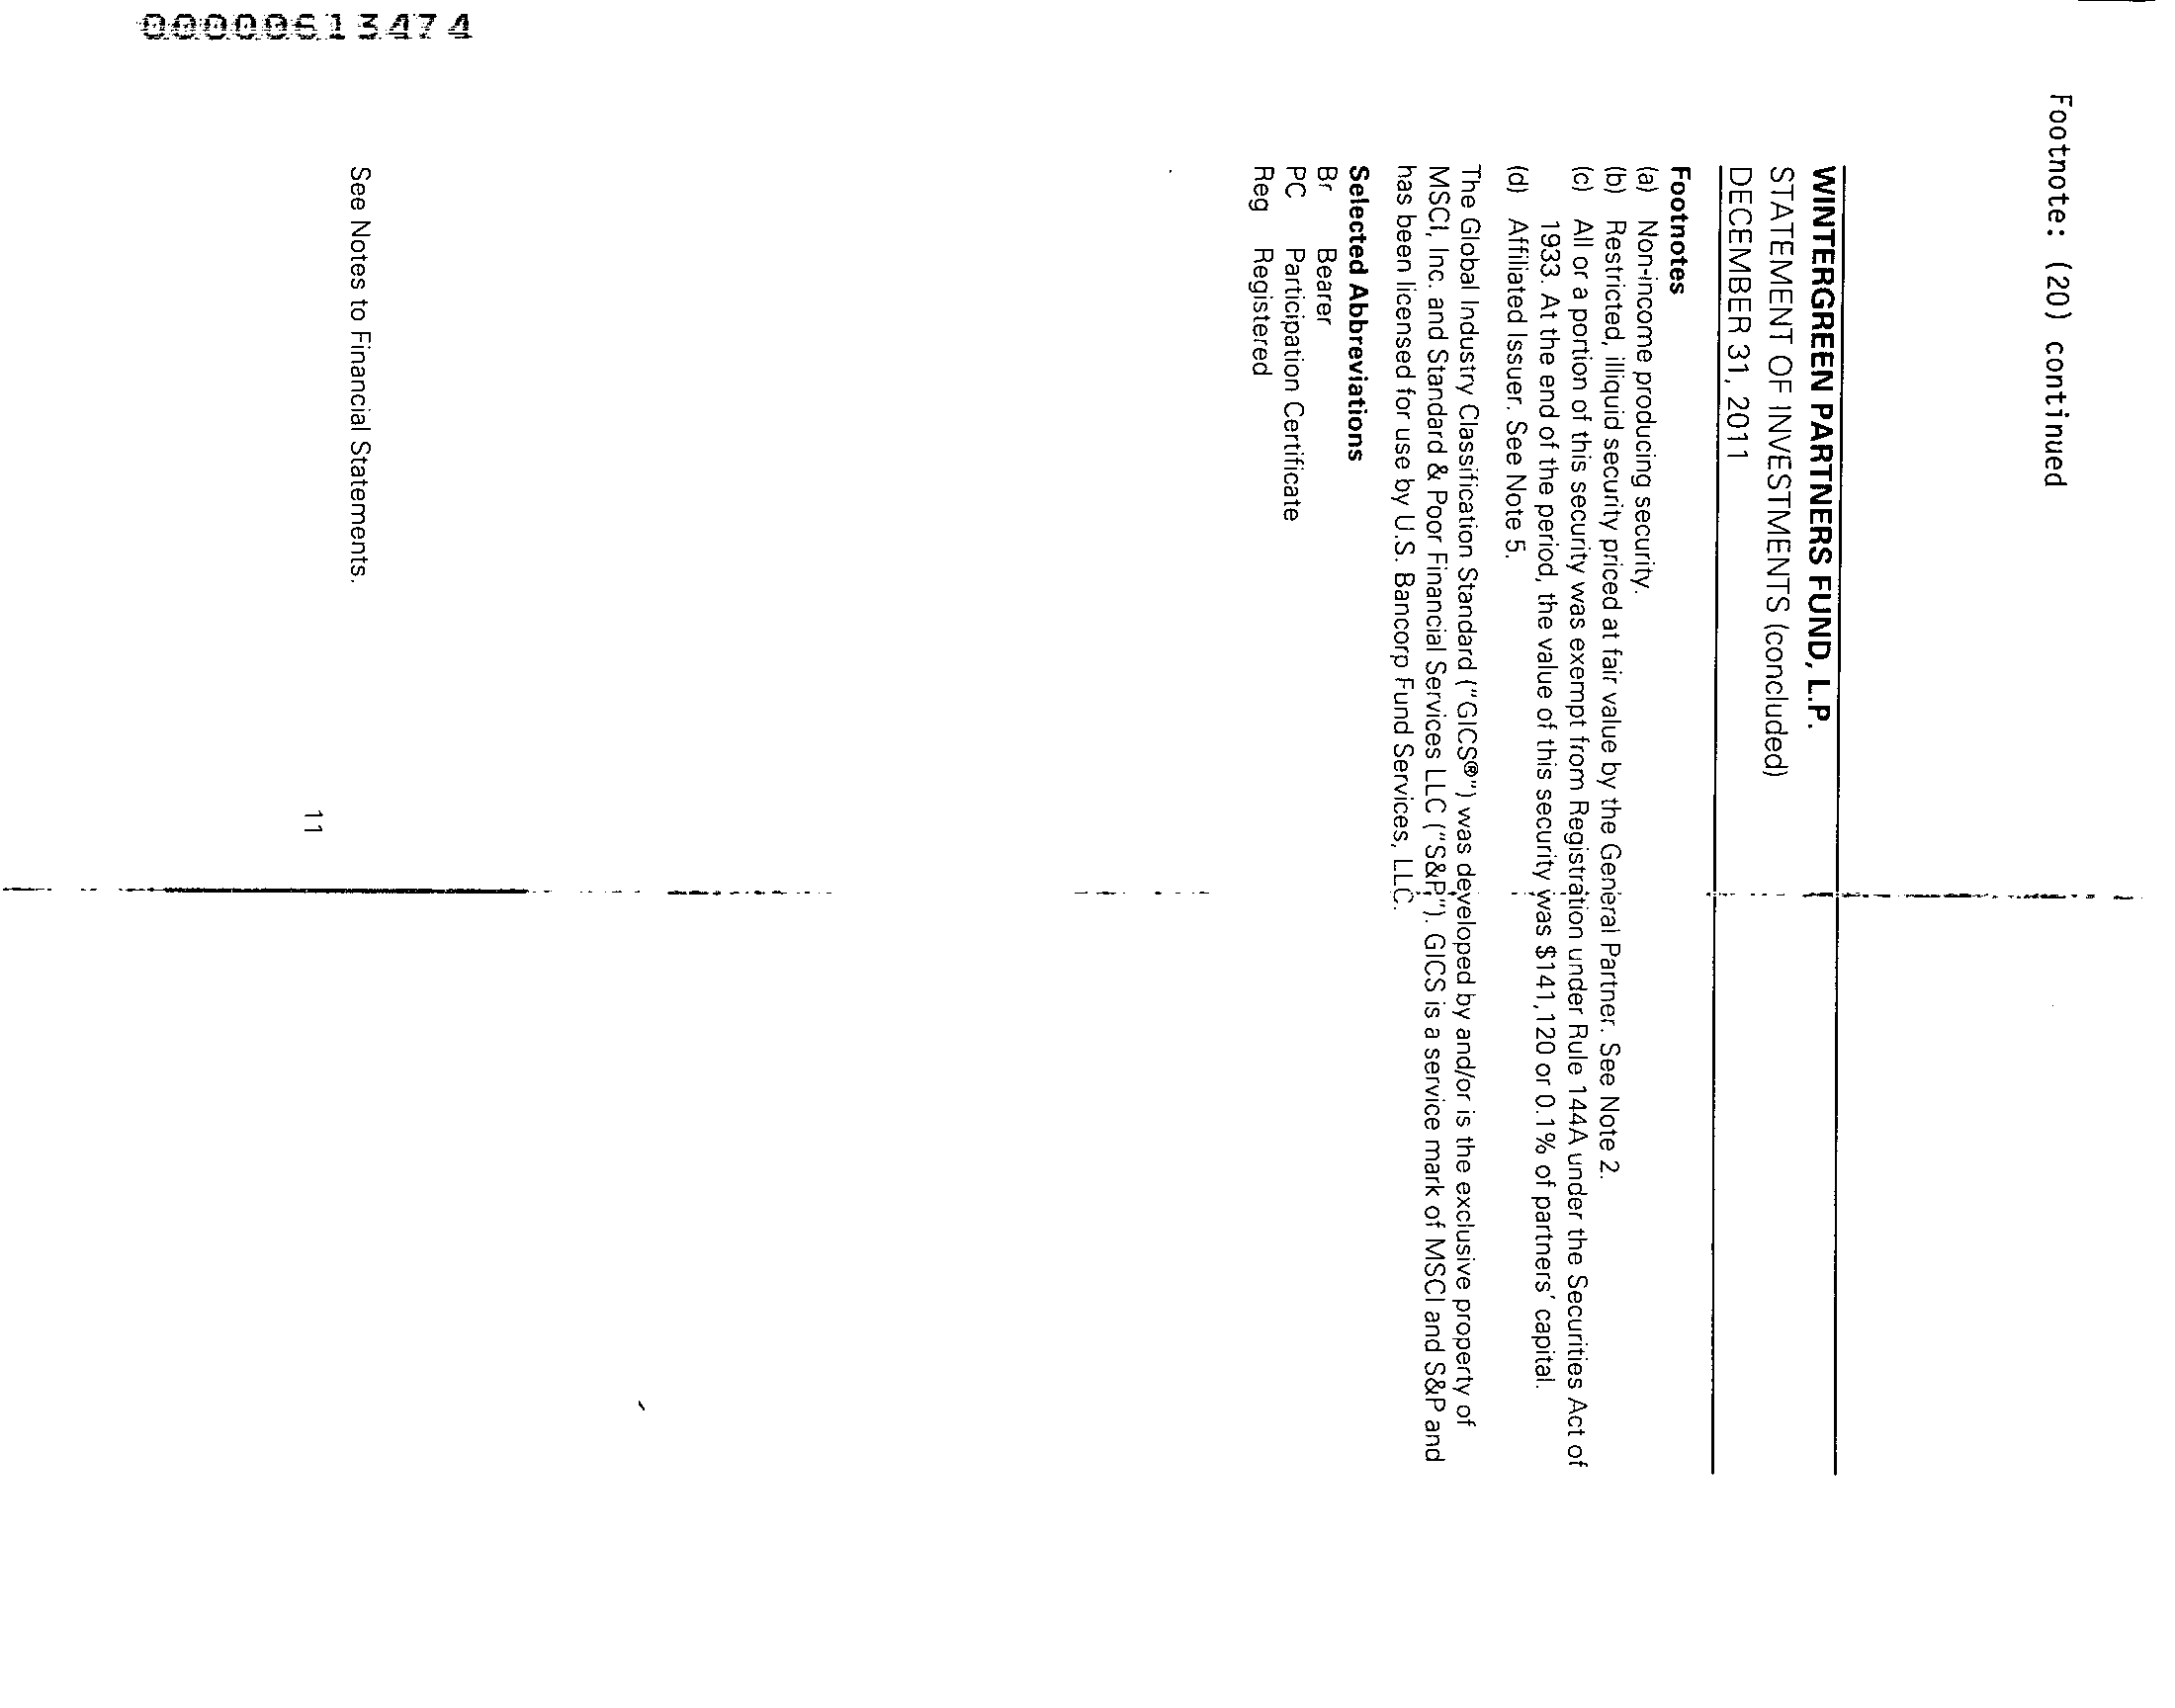 Footnote: (20) continued
WINTERGREEN PARTNERS FUND, L.P.
STATEMENT OF INVESTMENTS (concluded)
DECEMBER 31, 2011
Footnotes
(a) Non-income producing security.
(b) Restricted, illiquid security priced at fair value by the General Partner. See Note 2.
(c) All or a portion of this security was exempt from Registration under Rule 144A under the Securities Act of
1933. At the end of the period, the value of this security was $141,120 or 0.1% of partners' capital.
(d) Affiliated Issuer. See Note 5.
The Global Industry Classification Standard ("GICS®") was developed by and/or is the exclusive property of
MSCI, Inc. and Standard & Poor Financial Services LLC ("S&P"). GICS is a service mark of MSCI and S&P and
has been licensed for use by U.S. Bancorp Fund Services, LLC.
Selected Abbreviations
Br Bearer
PC Participation Certificate
Reg Registered
See Notes to Financial Statements.
11
00000613474